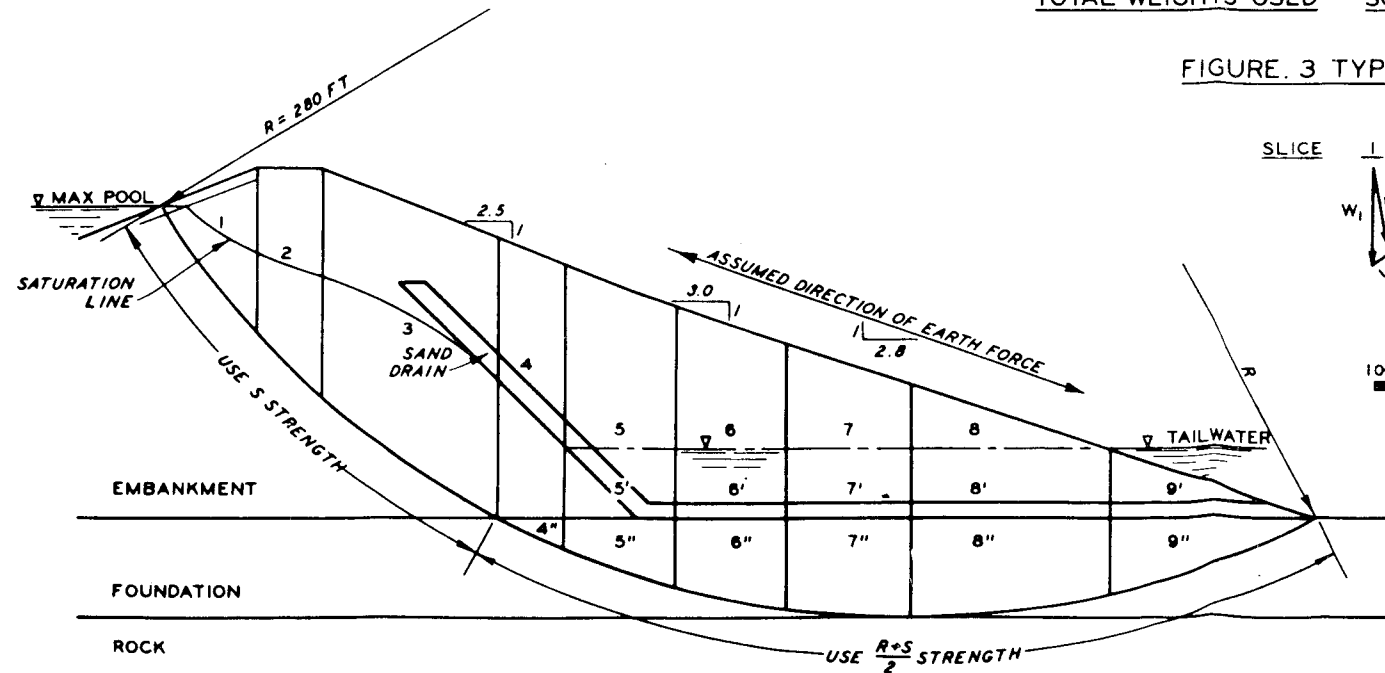 TOTAL WEIGHTS USED
FIGURE. 3 TYP
SLICE 1
W1
10
R = 280 FT
MAX POOL
1
2
3
4
SATURATION
LINE
SAND
DRAIN
2.5
1
3.0
1
ASSUMED DIRECTION OF EARTH FORCE
1
2.8
R
USE S STRENGTH
5
6
7
8
TAILWATER
EMBANKMENT
5'
6'
7'
8'
9'
4"
5"
6"
7"
8"
9"
FOUNDATION
ROCK
USE R+S/2 STRENGTH